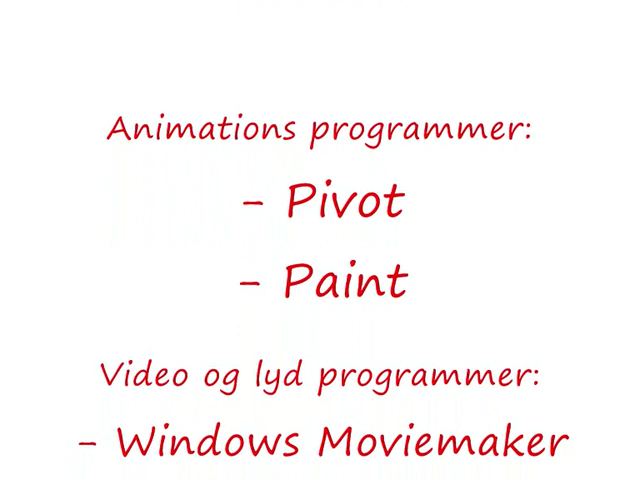 Animations programmer:
- Pivot
- Paint
Video og lyd programmer:
- Windows Moviemaker